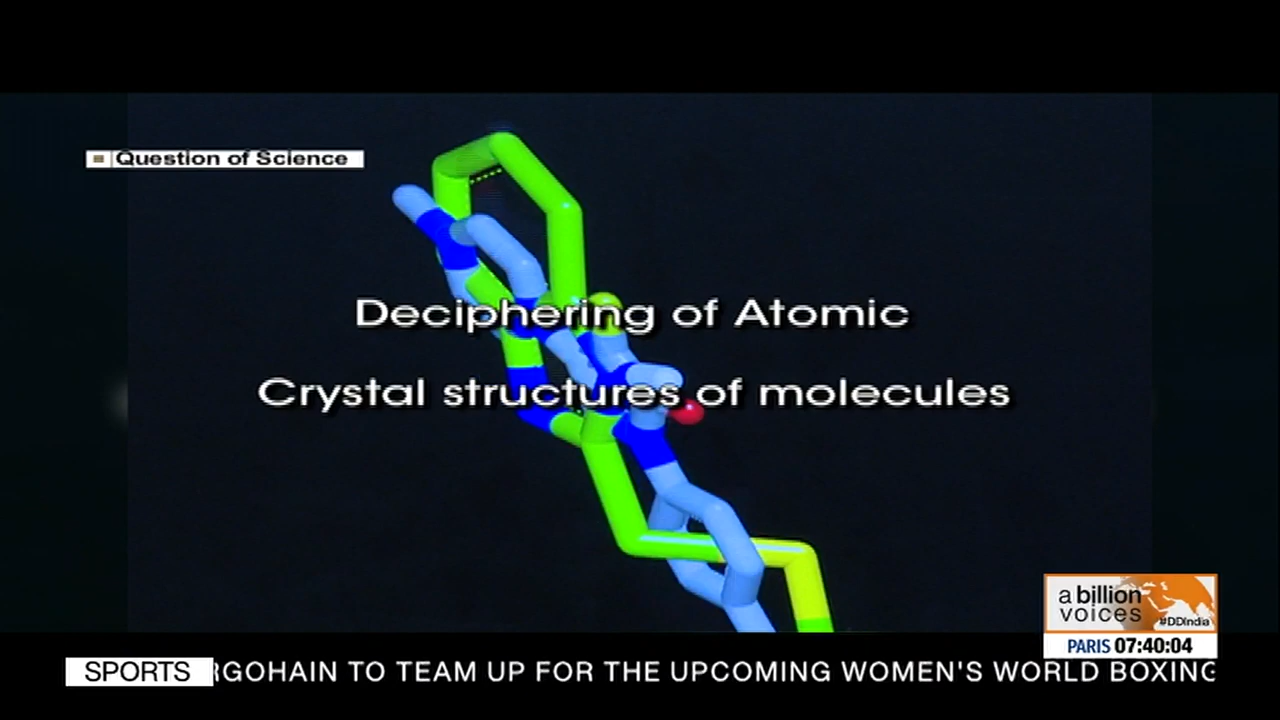 Question of Science
Deciphering of Atomic
Crystal structures of molecules
a billion
voices
#DDIndia
PARIS 07:40:04
SPORTS RGOHAIN TO TEAM UP FOR THE UPCOMING WOMEN'S WORLD BOXING